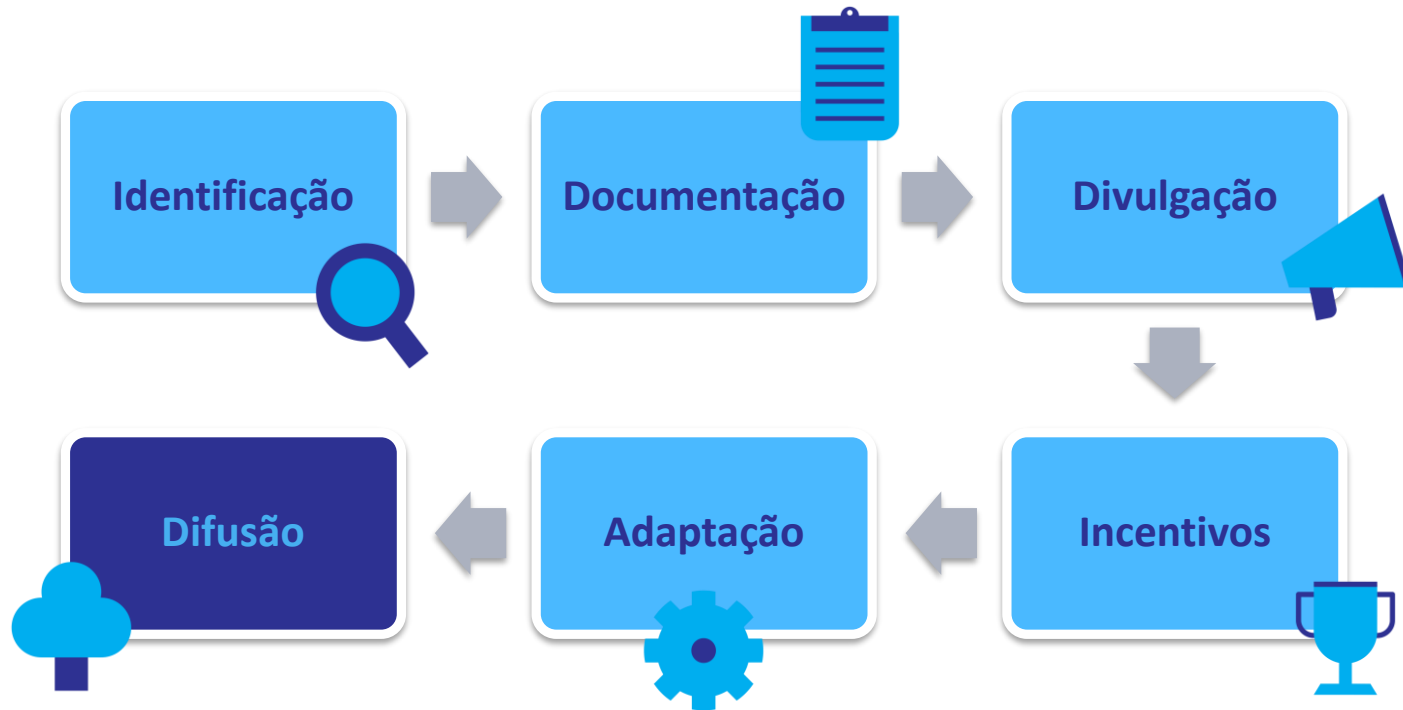 Identificação
Documentação
Divulgação
Incentivos
Adaptação
Difusão